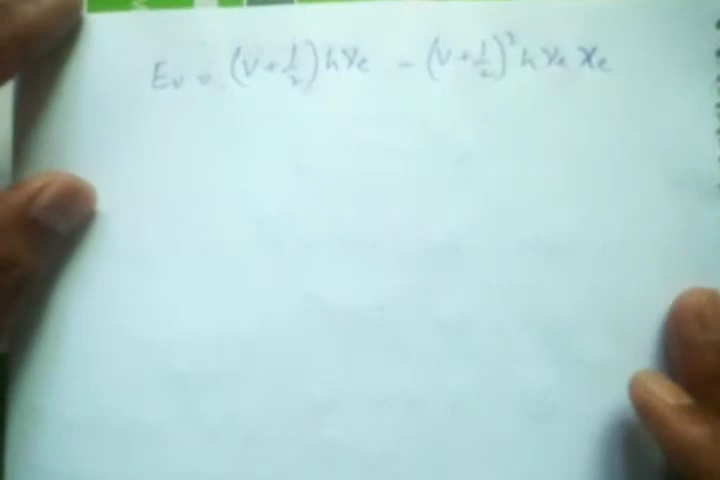 Eᵥ = (v + 1/2) hνₑ - (v + 1/2)² hνₑ xₑ